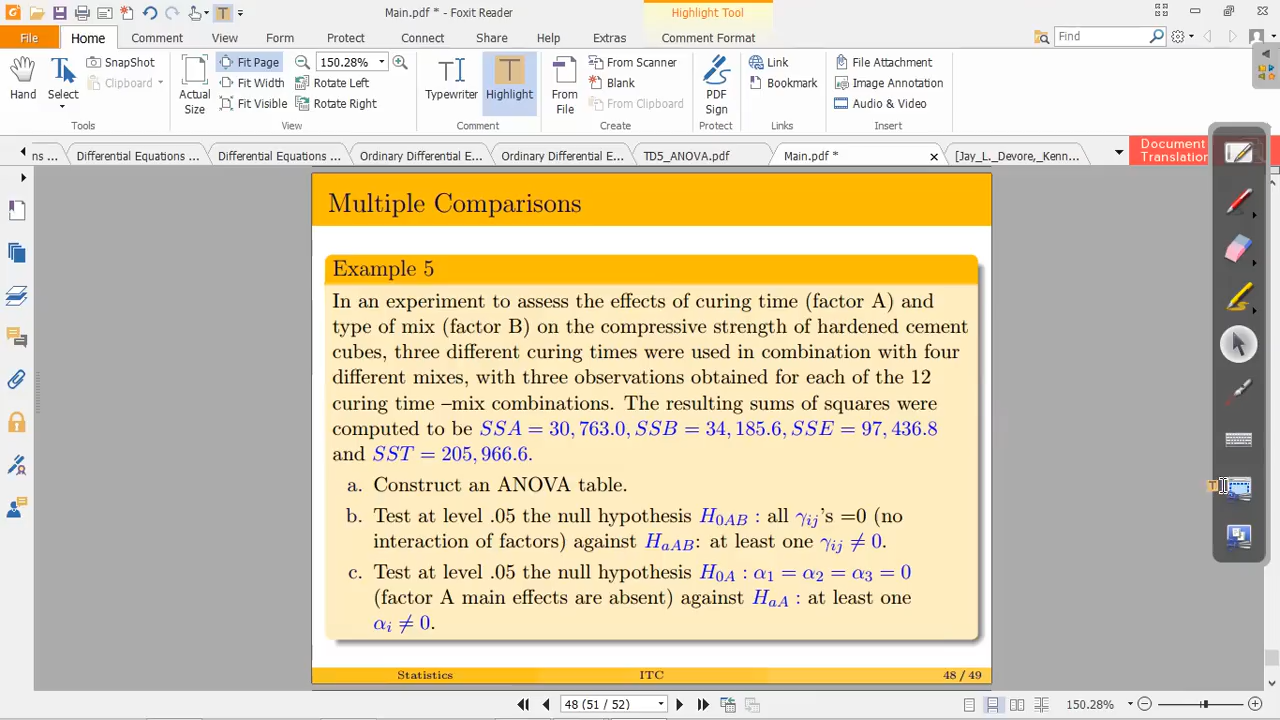 Main.pdf * - Foxit Reader
Highlight Tool
File
Home
Comment
View
Form
Protect
Connect
Share
Help
Extras
Comment Format
Find
Hand
Select
SnapShot
Clipboard
Actual Size
Fit Page
Fit Width
Fit Visible
150.28%
Rotate Left
Rotate Right
Typewriter
Highlight
From File
From Scanner
Blank
From Clipboard
PDF Sign
Link
Bookmark
File Attachment
Image Annotation
Audio & Video
Tools
View
Comment
Create
Protect
Links
Insert
ns ...
Differential Equations ...
Differential Equations ...
Ordinary Differential E...
Ordinary Differential E...
TD5_ANOVA.pdf
Main.pdf *
[Jay_L._Devore,_Kenn...
Document Translation
Multiple Comparisons
Example 5
In an experiment to assess the effects of curing time (factor A) and
type of mix (factor B) on the compressive strength of hardened cement
cubes, three different curing times were used in combination with four
different mixes, with three observations obtained for each of the 12
curing time –mix combinations. The resulting sums of squares were
computed to be SSA = 30, 763.0, SSB = 34, 185.6, SSE = 97, 436.8
and SST = 205, 966.6.
a. Construct an ANOVA table.
b. Test at level .05 the null hypothesis H₀AB : all γij's =0 (no
interaction of factors) against HaAB: at least one γij ≠ 0.
c. Test at level .05 the null hypothesis H₀A : α₁ = α₂ = α₃ = 0
(factor A main effects are absent) against HaA : at least one
αi ≠ 0.
Statistics
ITC
48 / 49
48 (51 / 52)
150.28%